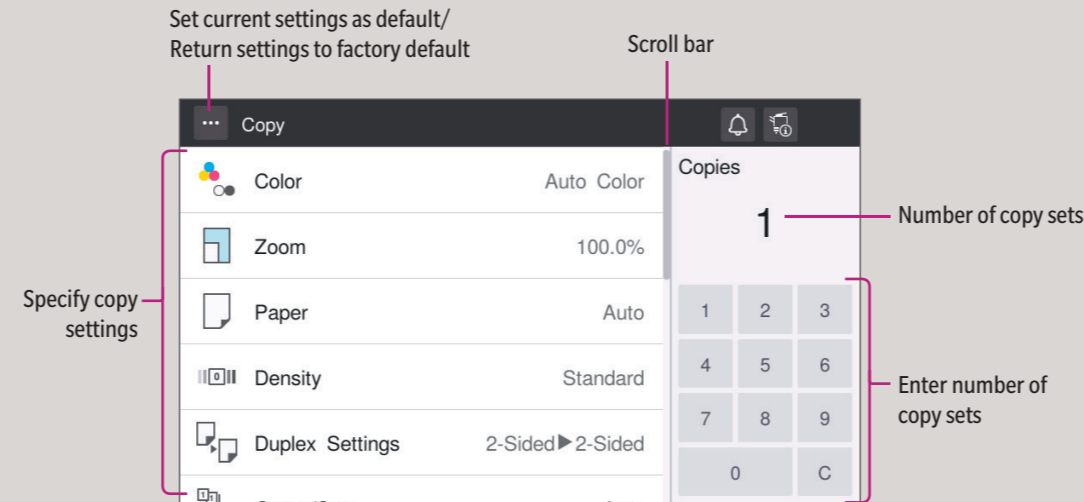 Set current settings as default/
Return settings to factory default
Scroll bar
Copy
Color Auto Color
Copies
1
Number of copy sets
Zoom 100.0%
Specify copy
settings
Paper Auto
1 2 3
Density Standard
4 5 6
Enter number of
copy sets
Duplex Settings 2-Sided▶2-Sided
7 8 9
0 C